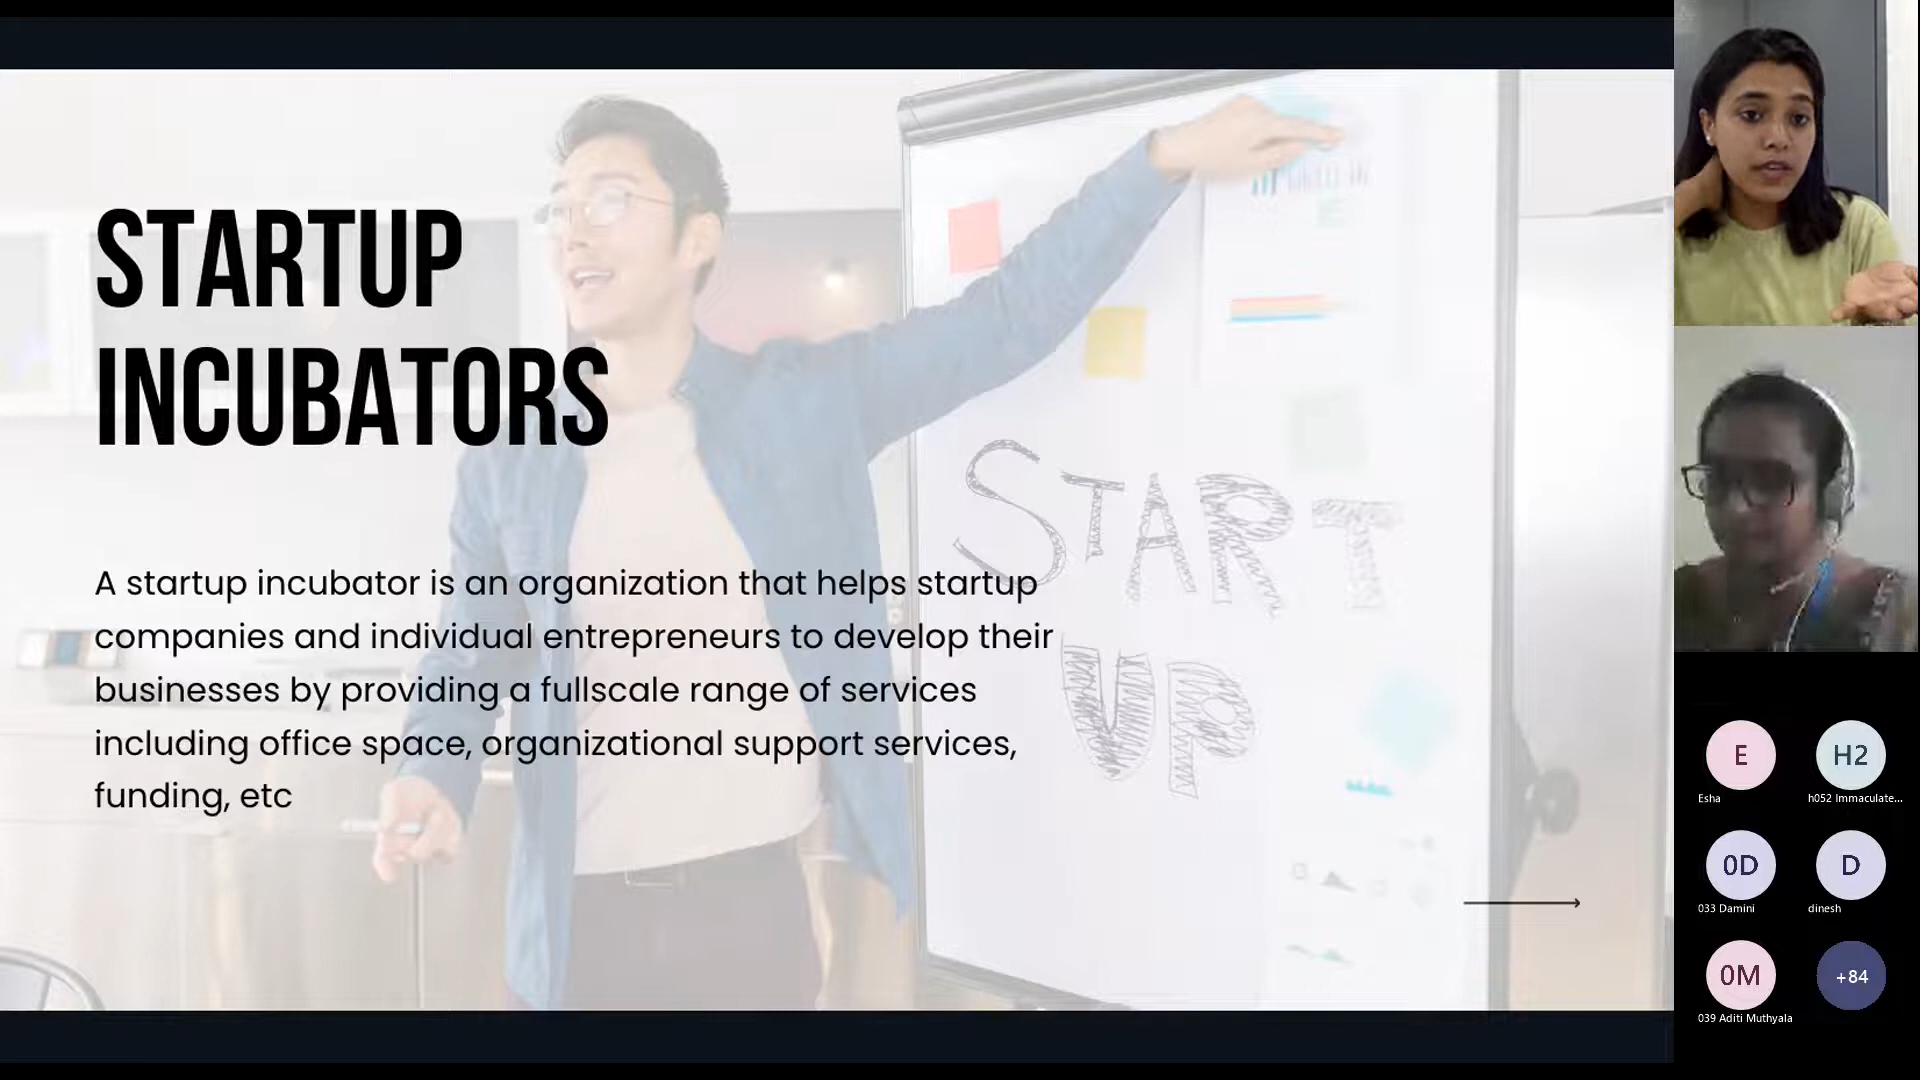 STARTUP
INCUBATORS
A startup incubator is an organization that helps startup
companies and individual entrepreneurs to develop their
businesses by providing a fullscale range of services
including office space, organizational support services,
funding, etc
START
UP
E
Esha
H2
h052 Immaculate...
0D
033 Damini
D
dinesh
0M
039 Aditi Muthyala
+84